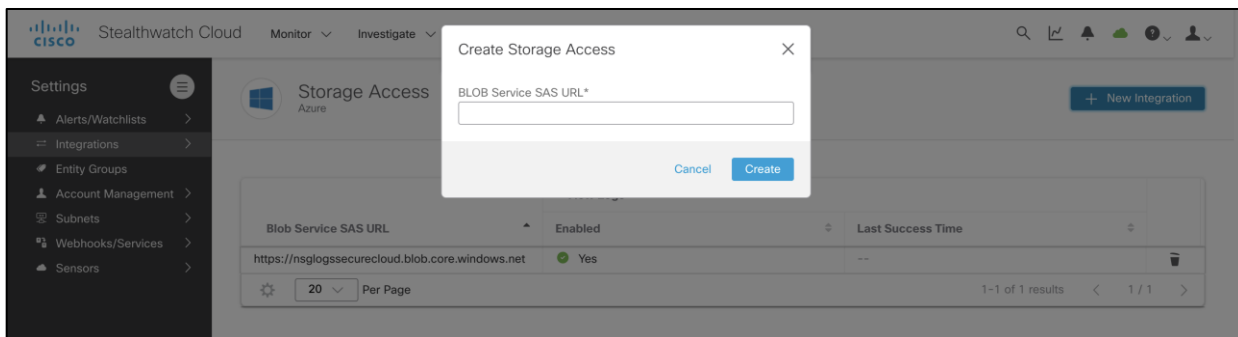 CISCO Stealthwatch Cloud Monitor Investigate
Create Storage Access
BLOB Service SAS URL*
Cancel Create
Settings
Alerts/Watchlists
Integrations
Entity Groups
Account Management
Subnets
Webhooks/Services
Sensors
Storage Access
Azure
+ New Integration
Blob Service SAS URL Enabled Last Success Time
https://nsglogssecurecloud.blob.core.windows.net Yes --
20 Per Page 1-1 of 1 results < 1 / 1 >